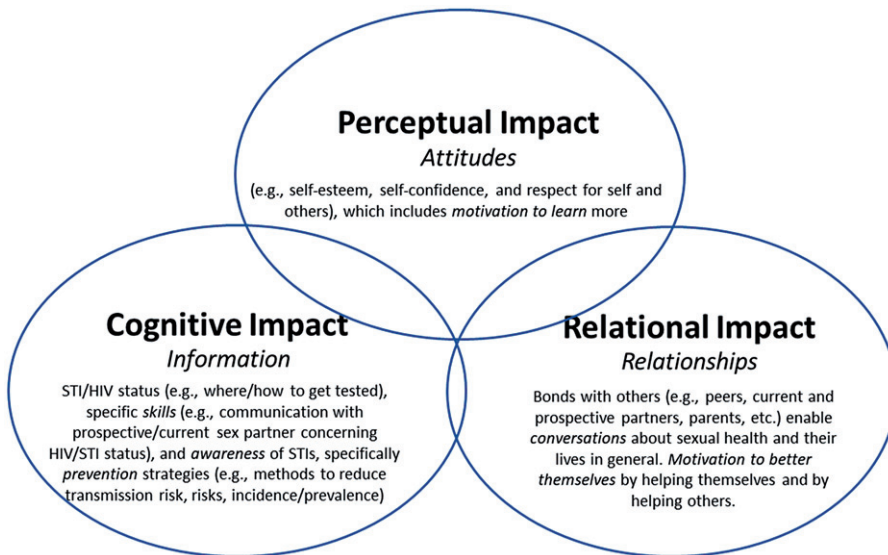 Perceptual Impact
Attitudes
(e.g., self-esteem, self-confidence, and respect for self and
others), which includes motivation to learn more
Cognitive Impact
Information
STI/HIV status (e.g., where/how to get tested),
specific skills (e.g., communication with
prospective/current sex partner concerning
HIV/STI status), and awareness of STIs, specifically
prevention strategies (e.g., methods to reduce
transmission risk, risks, incidence/prevalence)
Relational Impact
Relationships
Bonds with others (e.g., peers, current and
prospective partners, parents, etc.) enable
conversations about sexual health and their
lives in general. Motivation to better
themselves by helping themselves and by
helping others.